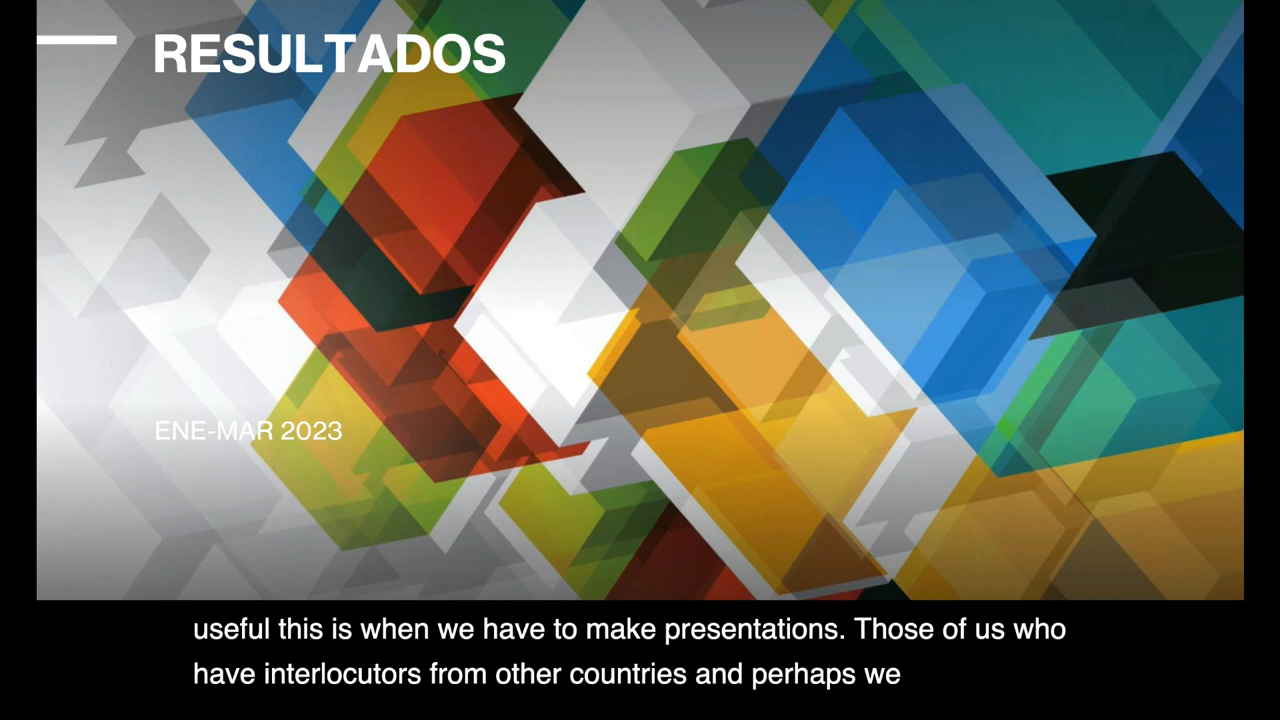 RESULTADOS
ENE-MAR 2023
useful this is when we have to make presentations. Those of us who
have interlocutors from other countries and perhaps we